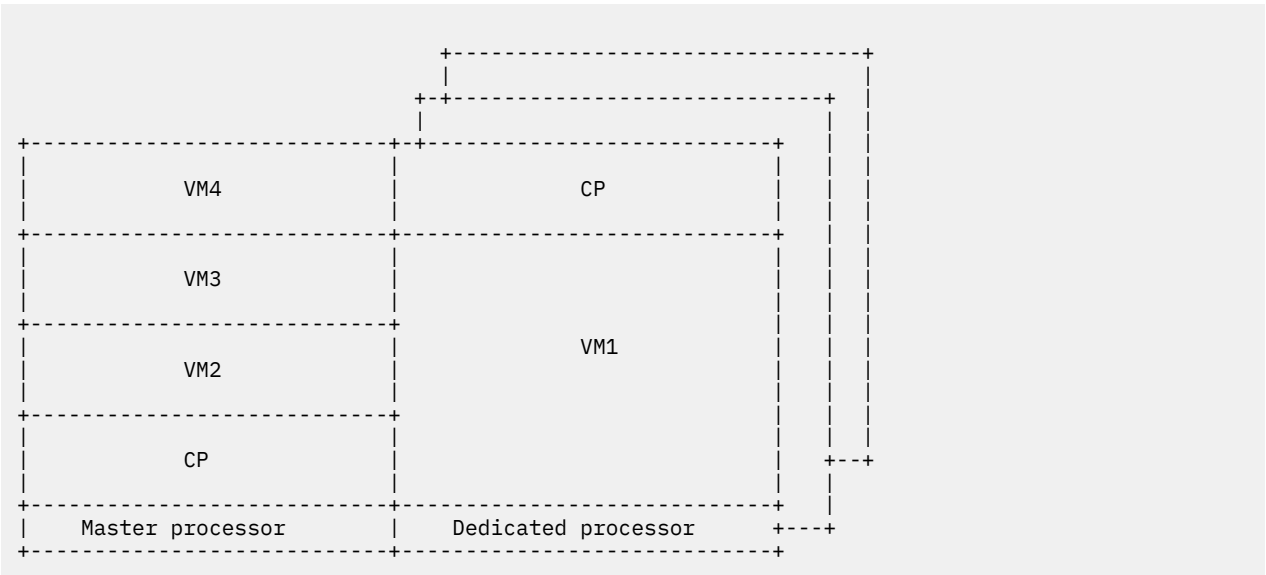 VM4 CP
VM3
VM1
VM2
CP
Master processor Dedicated processor